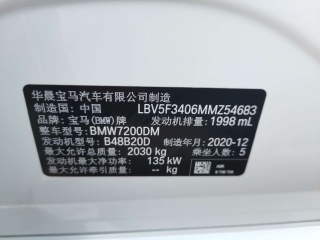 华晨宝马汽车有限公司制造
制造国：中国 LBV5F3406MMZ54683
品牌：宝马(BMW)牌 发动机排量：1998 mL
整车型号：BMW7200DM
发动机型号：B48B20D 制造年月：2020-12
最大允许总质量：2030 kg 乘坐人数：5
发动机最大净功率：135 kW
最大允许牵引质量：-- kg